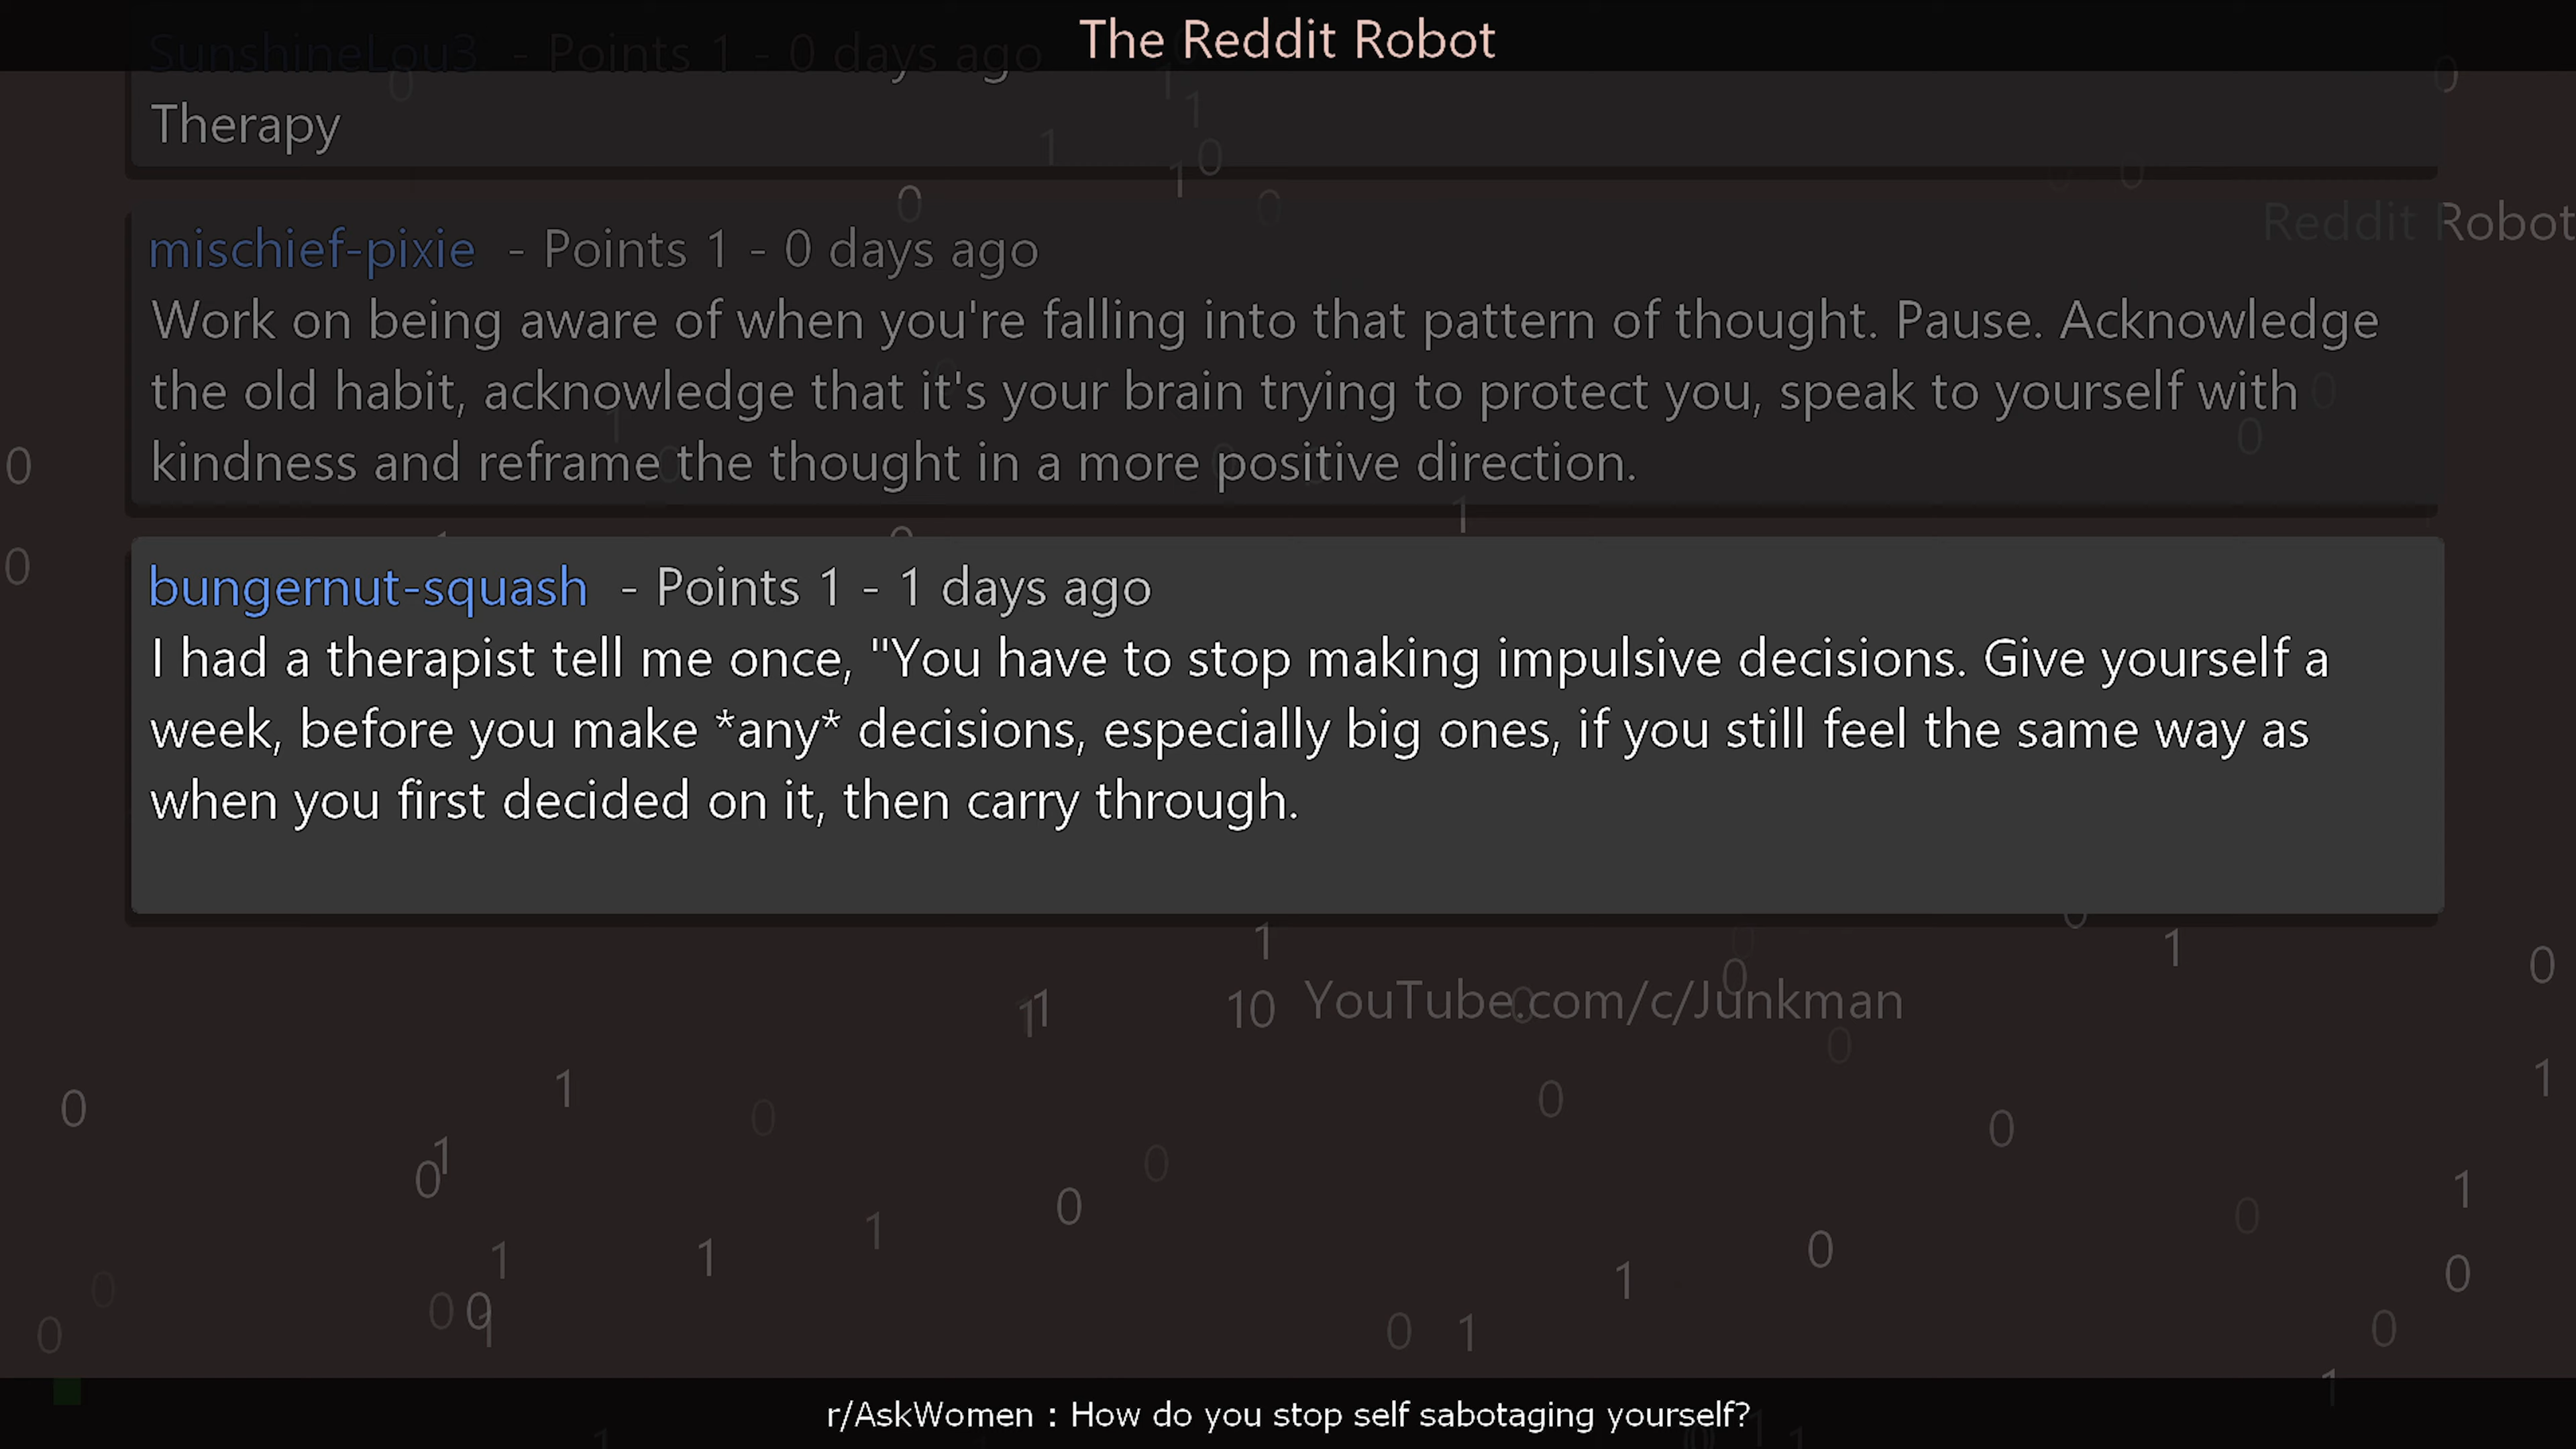 The Reddit Robot
SunshineLou3 - Points 1 - 0 days ago
Therapy
Reddit Robot
mischief-pixie - Points 1 - 0 days ago
Work on being aware of when you're falling into that pattern of thought. Pause. Acknowledge
the old habit, acknowledge that it's your brain trying to protect you, speak to yourself with
kindness and reframe the thought in a more positive direction.
bungernut-squash - Points 1 - 1 days ago
I had a therapist tell me once, "You have to stop making impulsive decisions. Give yourself a
week, before you make *any* decisions, especially big ones, if you still feel the same way as
when you first decided on it, then carry through.
YouTube.com/c/Junkman
r/AskWomen : How do you stop self sabotaging yourself?